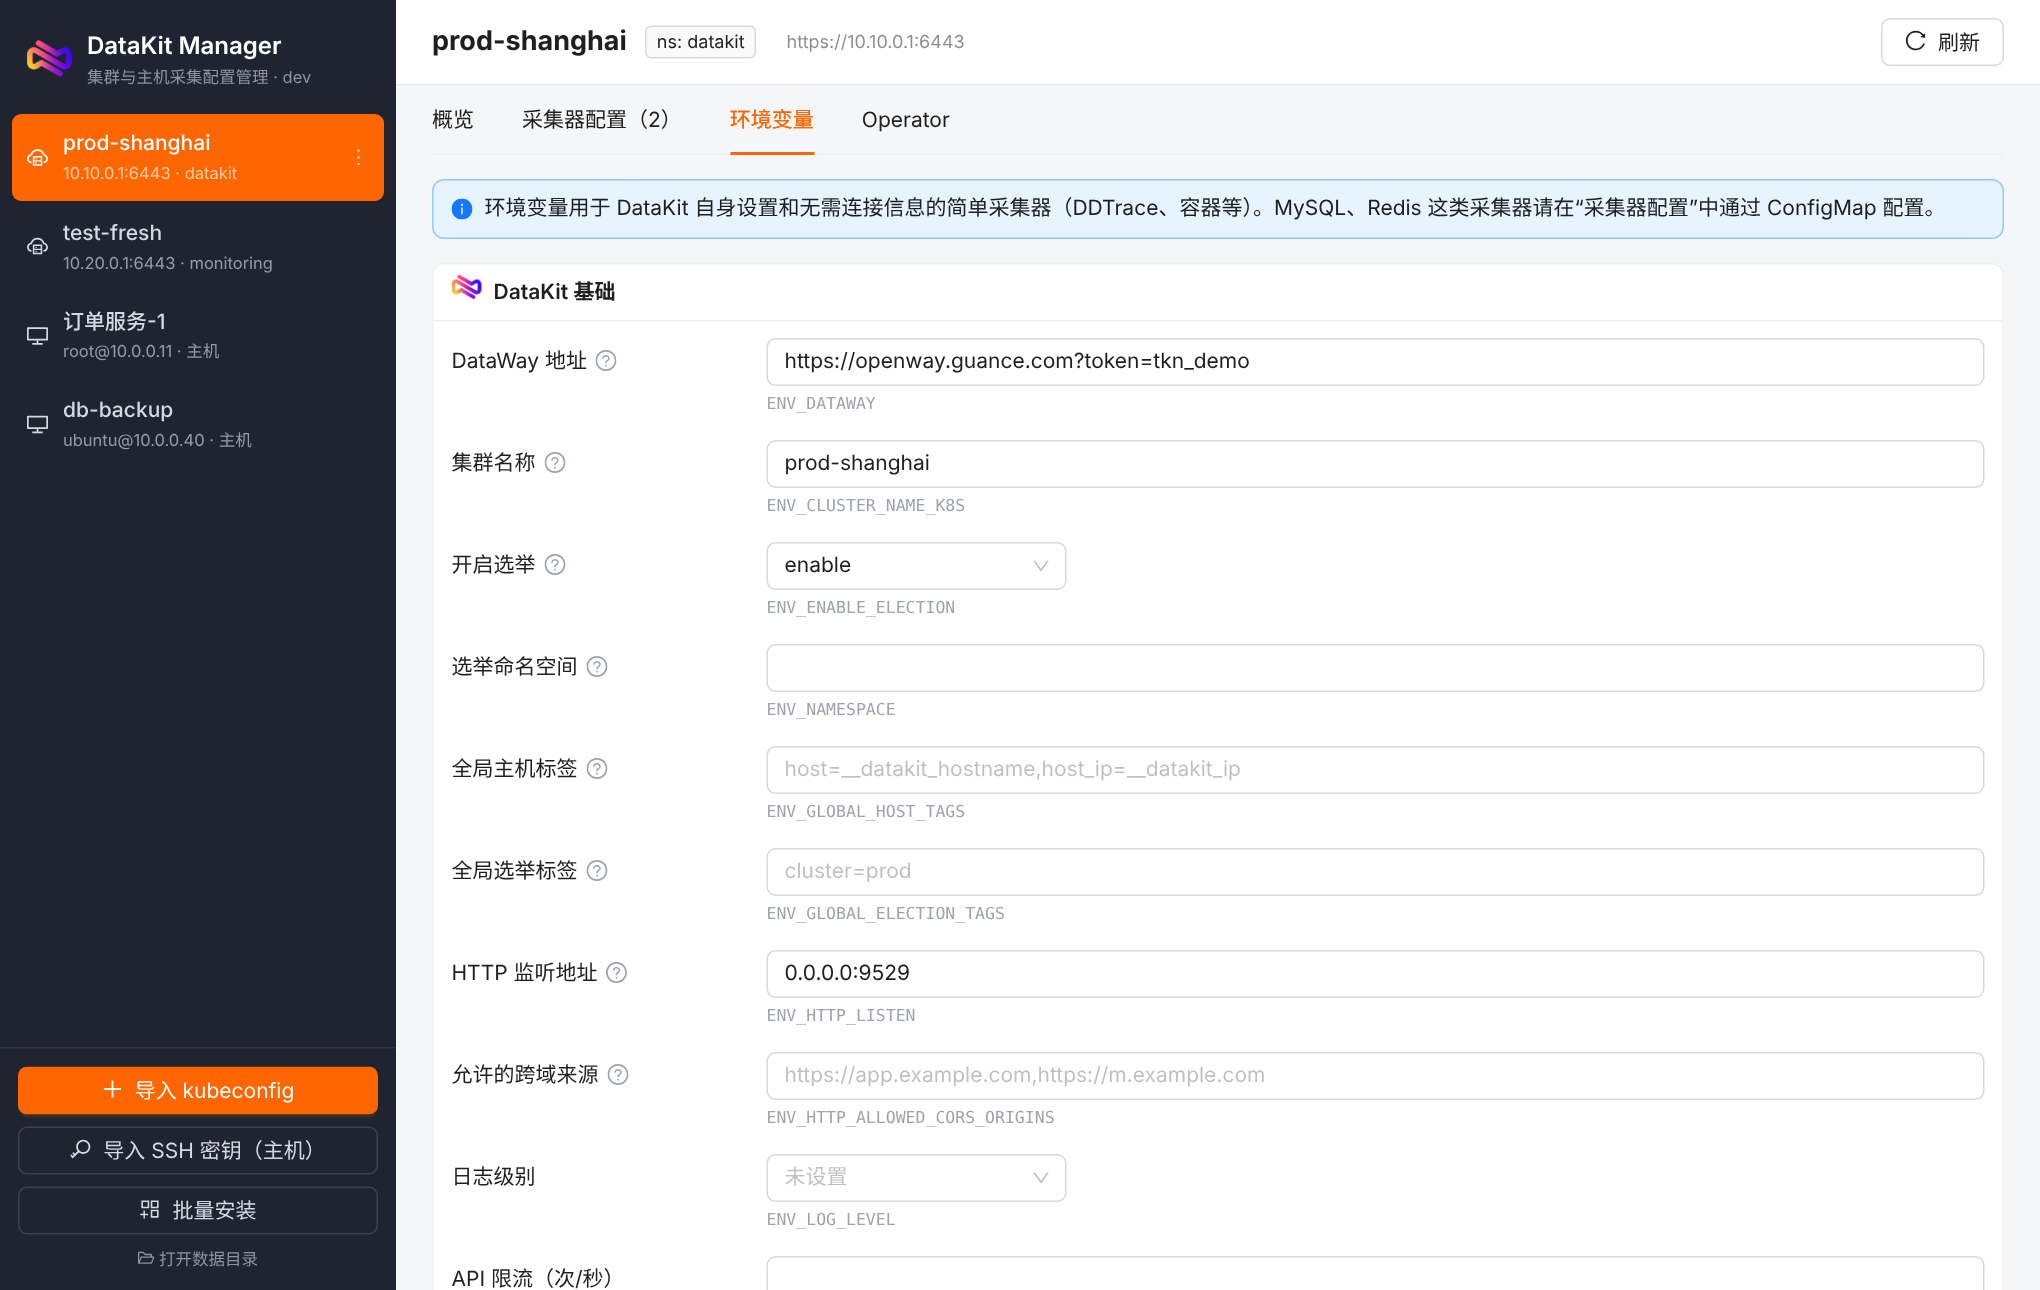 DataKit Manager
集群与主机采集配置管理 · dev
prod-shanghai
10.10.0.1:6443 · datakit
test-fresh
10.20.0.1:6443 · monitoring
订单服务-1
root@10.0.0.11 · 主机
db-backup
ubuntu@10.0.0.40 · 主机
导入 kubeconfig
导入 SSH 密钥（主机）
批量安装
打开数据目录
prod-shanghai
ns: datakit
https://10.10.0.1:6443
刷新
概览
采集器配置（2）
环境变量
Operator
环境变量用于 DataKit 自身设置和无需连接信息的简单采集器（DDTrace、容器等）。MySQL、Redis 这类采集器请在“采集器配置”中通过 ConfigMap 配置。
DataKit 基础
DataWay 地址
https://openway.guance.com?token=tkn_demo
ENV_DATAWAY
集群名称
prod-shanghai
ENV_CLUSTER_NAME_K8S
开启选举
enable
ENV_ENABLE_ELECTION
选举命名空间
ENV_NAMESPACE
全局主机标签
host=__datakit_hostname,host_ip=__datakit_ip
ENV_GLOBAL_HOST_TAGS
全局选举标签
cluster=prod
ENV_GLOBAL_ELECTION_TAGS
HTTP 监听地址
0.0.0.0:9529
ENV_HTTP_LISTEN
允许的跨域来源
https://app.example.com,https://m.example.com
ENV_HTTP_ALLOWED_CORS_ORIGINS
日志级别
未设置
ENV_LOG_LEVEL
API 限流（次/秒）